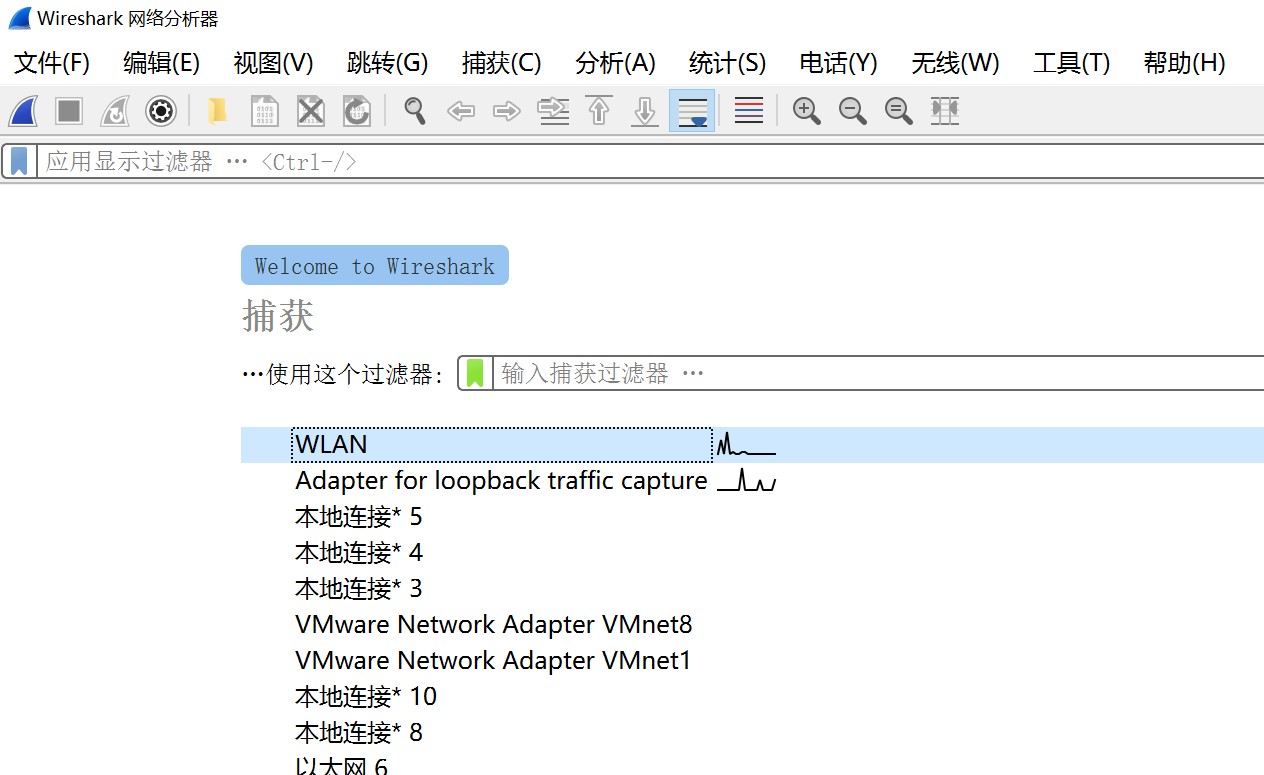 Wireshark 网络分析器
文件(F) 编辑(E) 视图(V) 跳转(G) 捕获(C) 分析(A) 统计(S) 电话(Y) 无线(W) 工具(T) 帮助(H)
应用显示过滤器 … <Ctrl-/>
Welcome to Wireshark
捕获
…使用这个过滤器: 输入捕获过滤器 …
WLAN
Adapter for loopback traffic capture
本地连接* 5
本地连接* 4
本地连接* 3
VMware Network Adapter VMnet8
VMware Network Adapter VMnet1
本地连接* 10
本地连接* 8
以太网 6